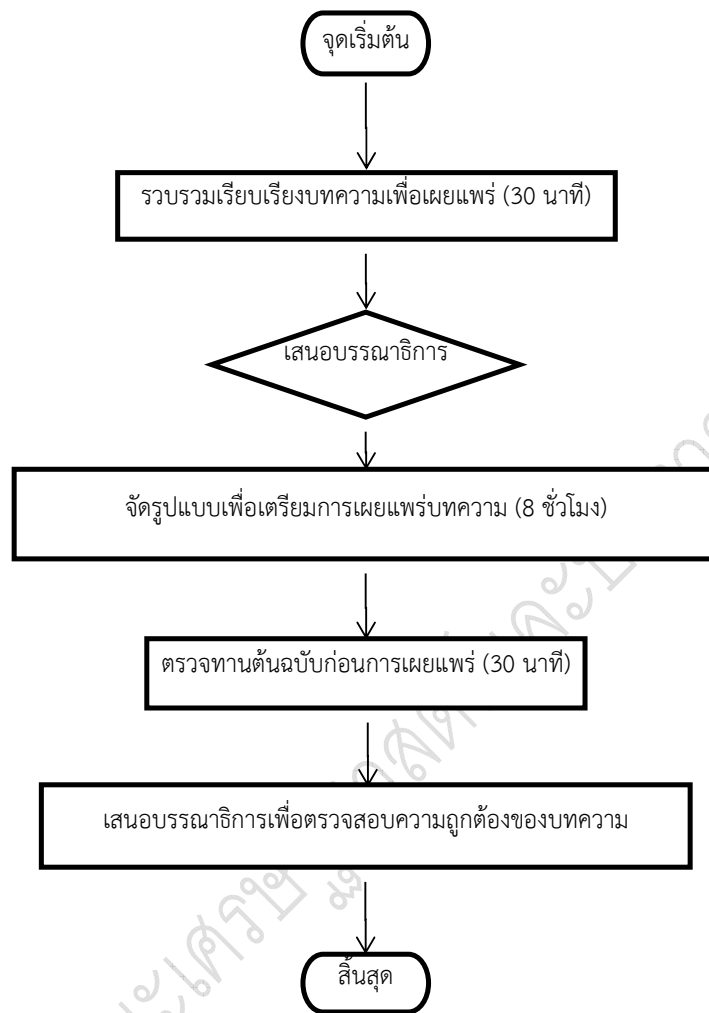 จุดเริ่มต้น
รวบรวมเรียบเรียงบทความเพื่อเผยแพร่ (30 นาที)
เสนอบรรณาธิการ
จัดรูปแบบเพื่อเตรียมการเผยแพร่บทความ (8 ชั่วโมง)
ตรวจทานต้นฉบับก่อนการเผยแพร่ (30 นาที)
เสนอบรรณาธิการเพื่อตรวจสอบความถูกต้องของบทความ
สิ้นสุด